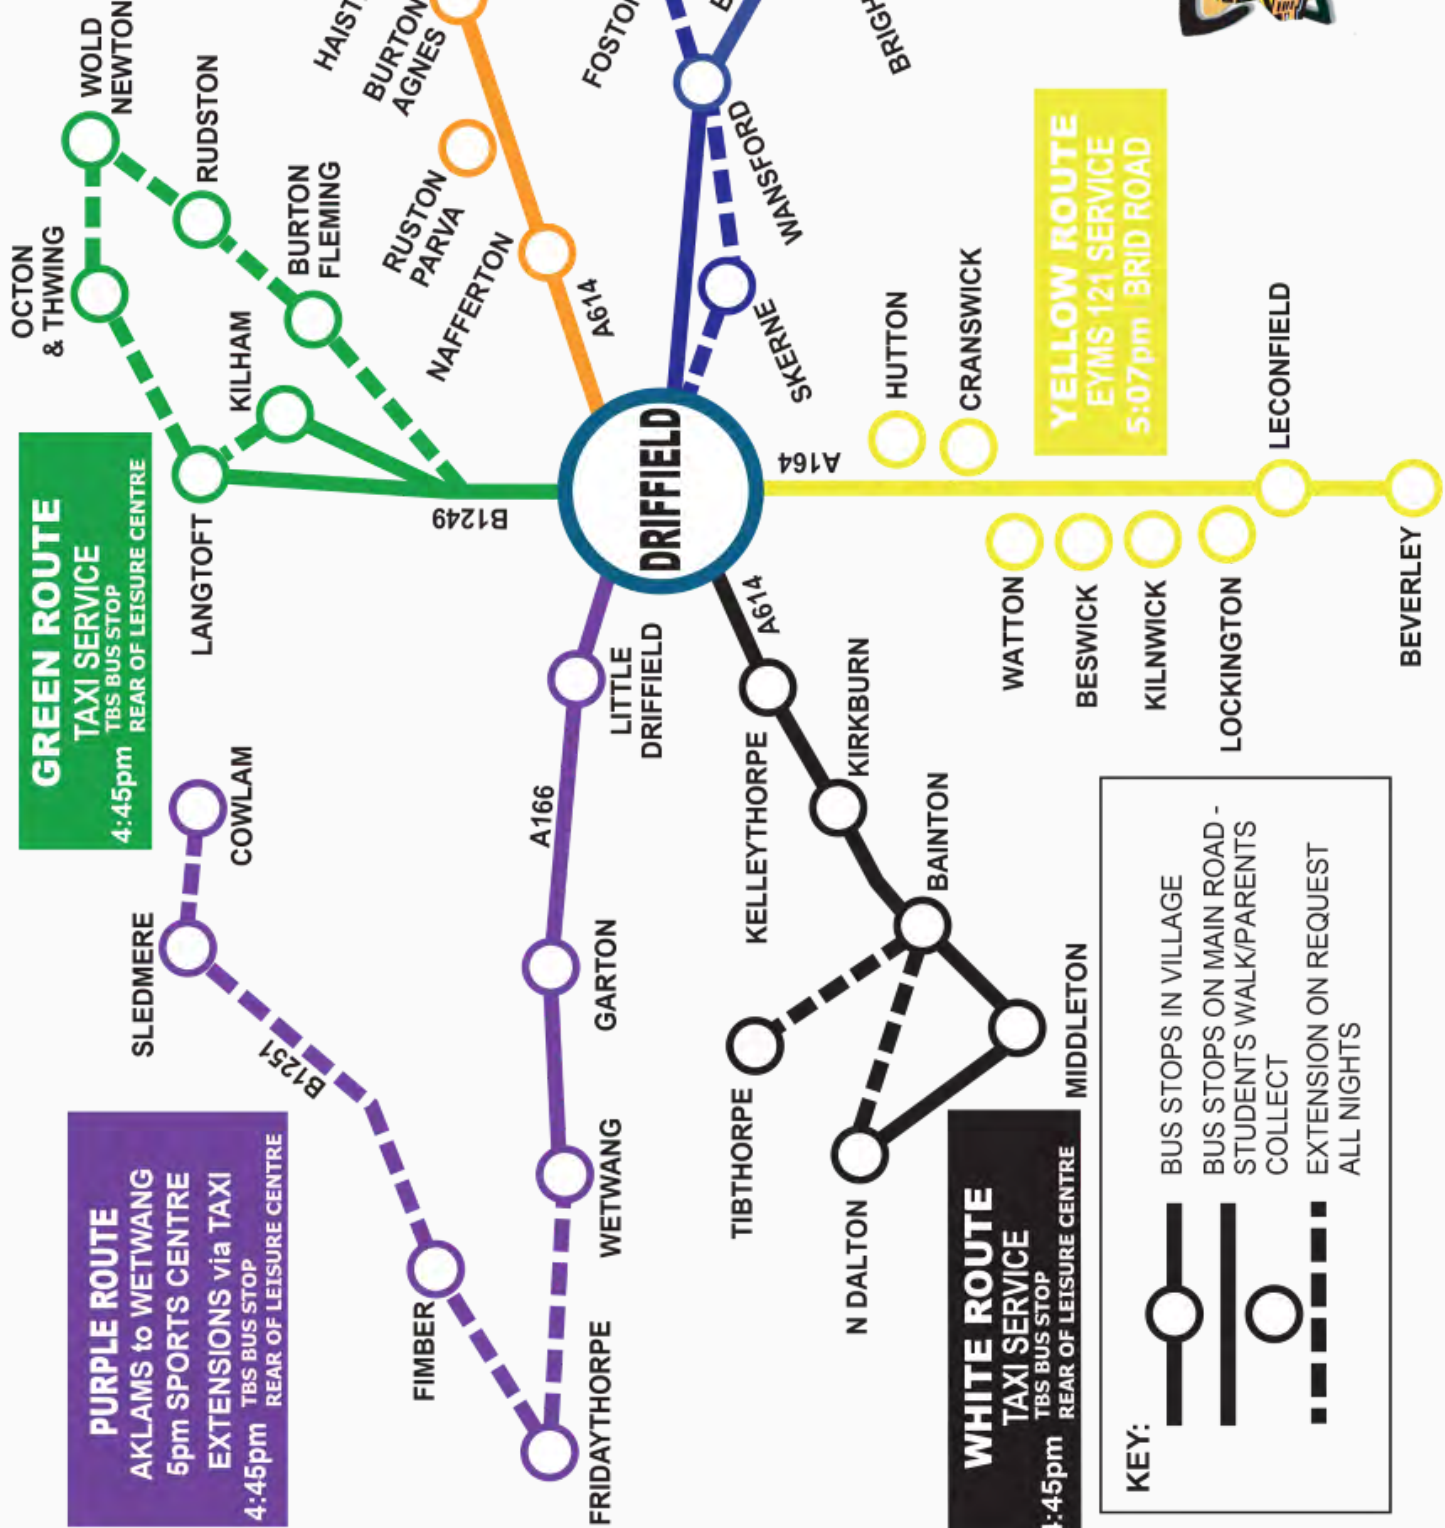 WOLD
NEWTON
RUDSTON
BURTON
FLEMING
OCTON
& THWING
KILHAM
LANGTOFT
B1249
GREEN ROUTE
TAXI SERVICE
4:45pm TBS BUS STOP
REAR OF LEISURE CENTRE
BURTON
AGNES
RUSTON
PARVA
NAFFERTON
A614
WANSFORD
SKERNE
DRIFFIELD
A164
HUTTON
CRANSWICK
YELLOW ROUTE
EYMS 121 SERVICE
5:07pm BRID ROAD
LECONFIELD
WATTON
BESWICK
KILNWICK
LOCKINGTON
BEVERLEY
LITTLE
DRIFFIELD
A166
GARTON
WETWANG
FRIDAYTHORPE
FIMBER
B1251
SLEDMERE
COWLAM
PURPLE ROUTE
AKLAMS to WETWANG
5pm SPORTS CENTRE
EXTENSIONS via TAXI
4:45pm TBS BUS STOP
REAR OF LEISURE CENTRE
A614
KELLEYTHORPE
KIRKBURN
BAINTON
TIBTHORPE
N DALTON
MIDDLETON
WHITE ROUTE
TAXI SERVICE
:45pm TBS BUS STOP
REAR OF LEISURE CENTRE
KEY:
BUS STOPS IN VILLAGE
BUS STOPS ON MAIN ROAD -
STUDENTS WALK/PARENTS
COLLECT
EXTENSION ON REQUEST
ALL NIGHTS